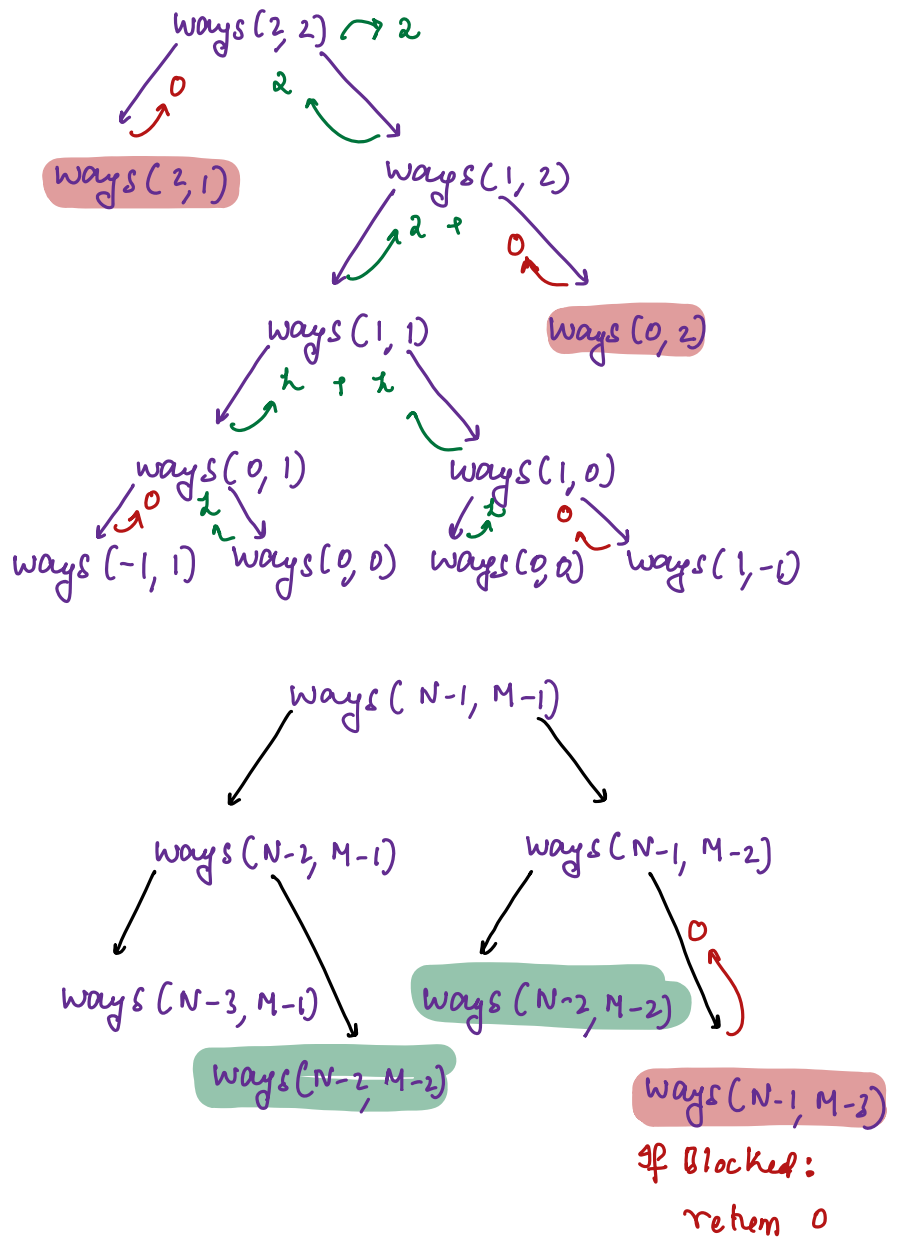 ways(2, 2) 2
0 2
ways(2, 1) ways(1, 2)
2 + 0
ways(1, 1) ways(0, 2)
1 + 1
ways(0, 1) ways(1, 0)
0 1 1 0
ways(-1, 1) ways(0, 0) ways(0, 0) ways(1, -1)
ways(N-1, M-1)
ways(N-2, M-1) ways(N-1, M-2)
0
ways(N-3, M-1) ways(N-2, M-2)
ways(N-2, M-2) ways(N-1, M-3)
If Blocked:
return 0